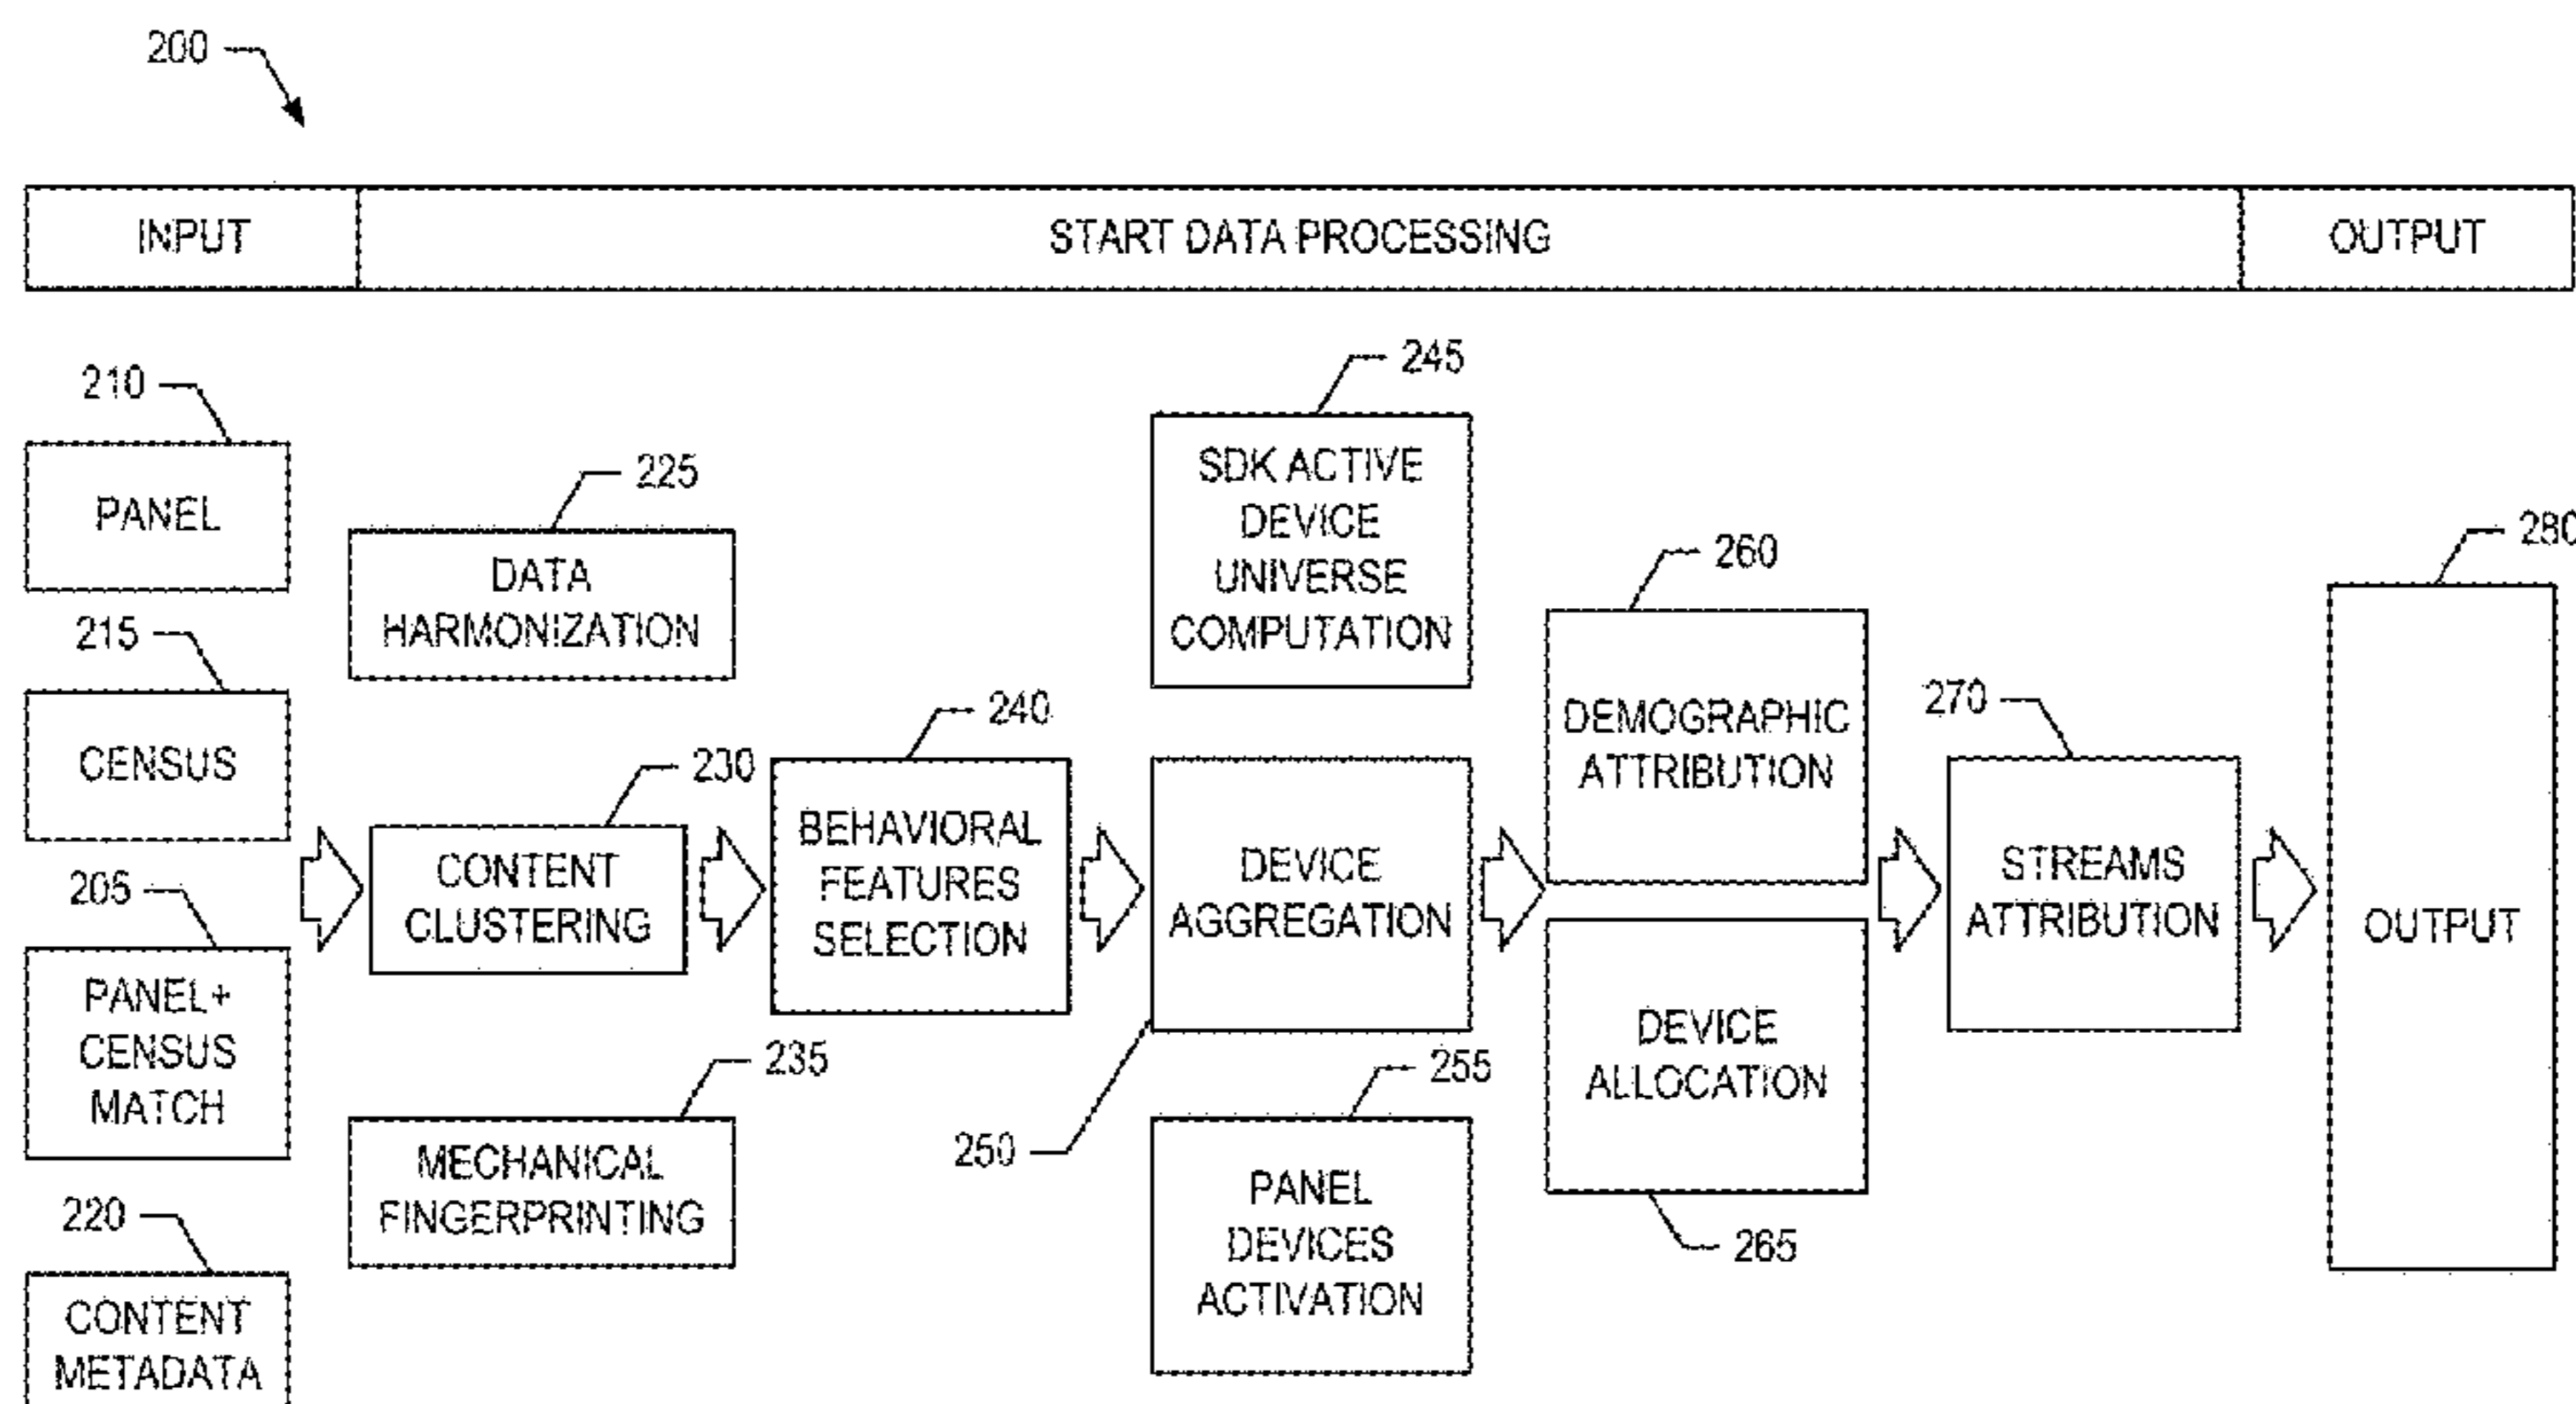 200
INPUT
START DATA PROCESSING
OUTPUT
210
PANEL
215
CENSUS
205
PANEL+
CENSUS
MATCH
220
CONTENT
METADATA
225
DATA
HARMONIZATION
230
CONTENT
CLUSTERING
235
MECHANICAL
FINGERPRINTING
240
BEHAVIORAL
FEATURES
SELECTION
245
SDK ACTIVE
DEVICE
UNIVERSE
COMPUTATION
DEVICE
AGGREGATION
250
255
PANEL
DEVICES
ACTIVATION
260
DEMOGRAPHIC
ATTRIBUTION
DEVICE
ALLOCATION
265
270
STREAMS
ATTRIBUTION
280
OUTPUT